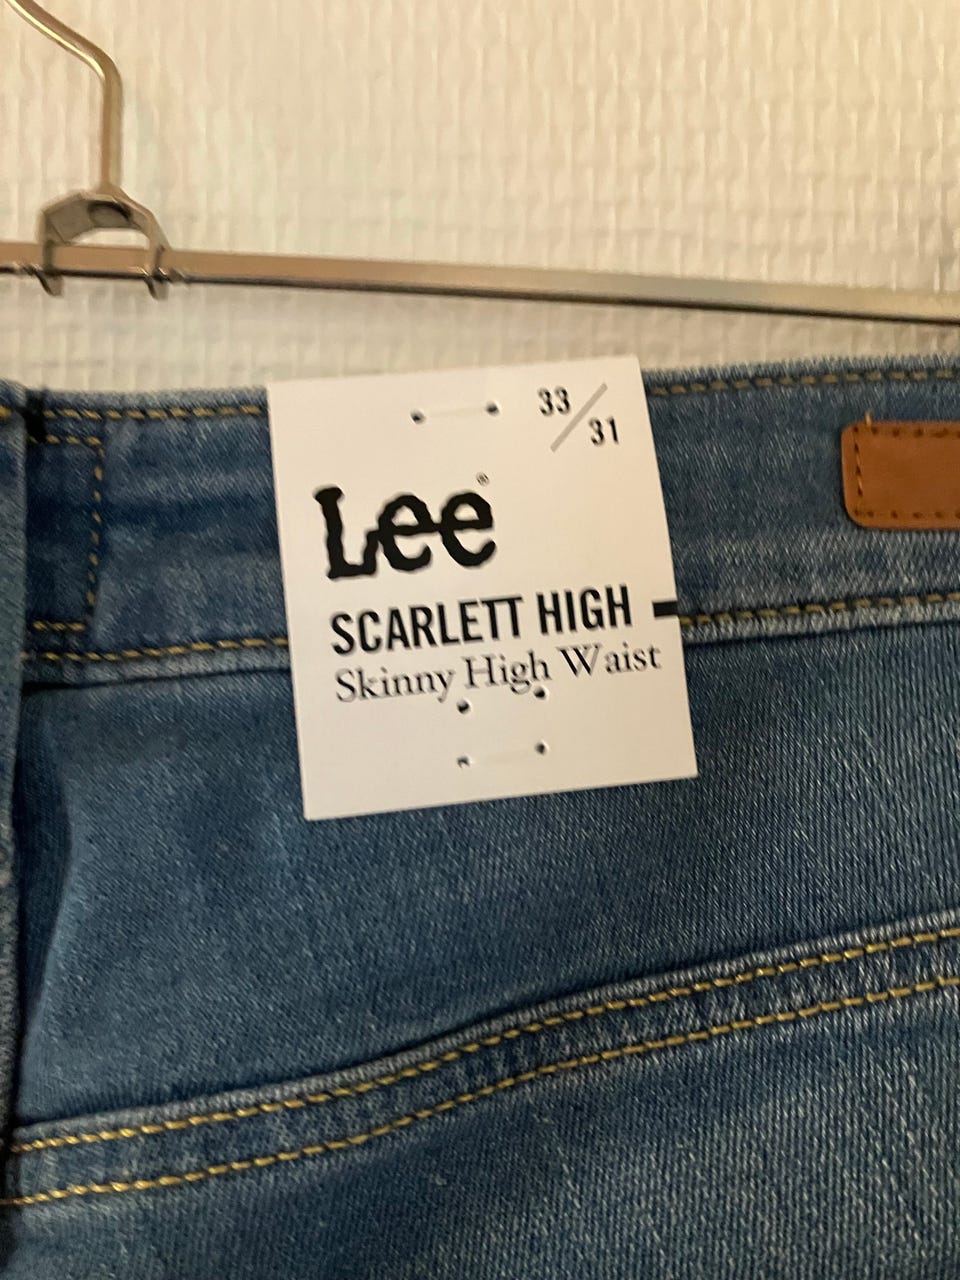 33/31
Lee®
SCARLETT HIGH
Skinny High Waist